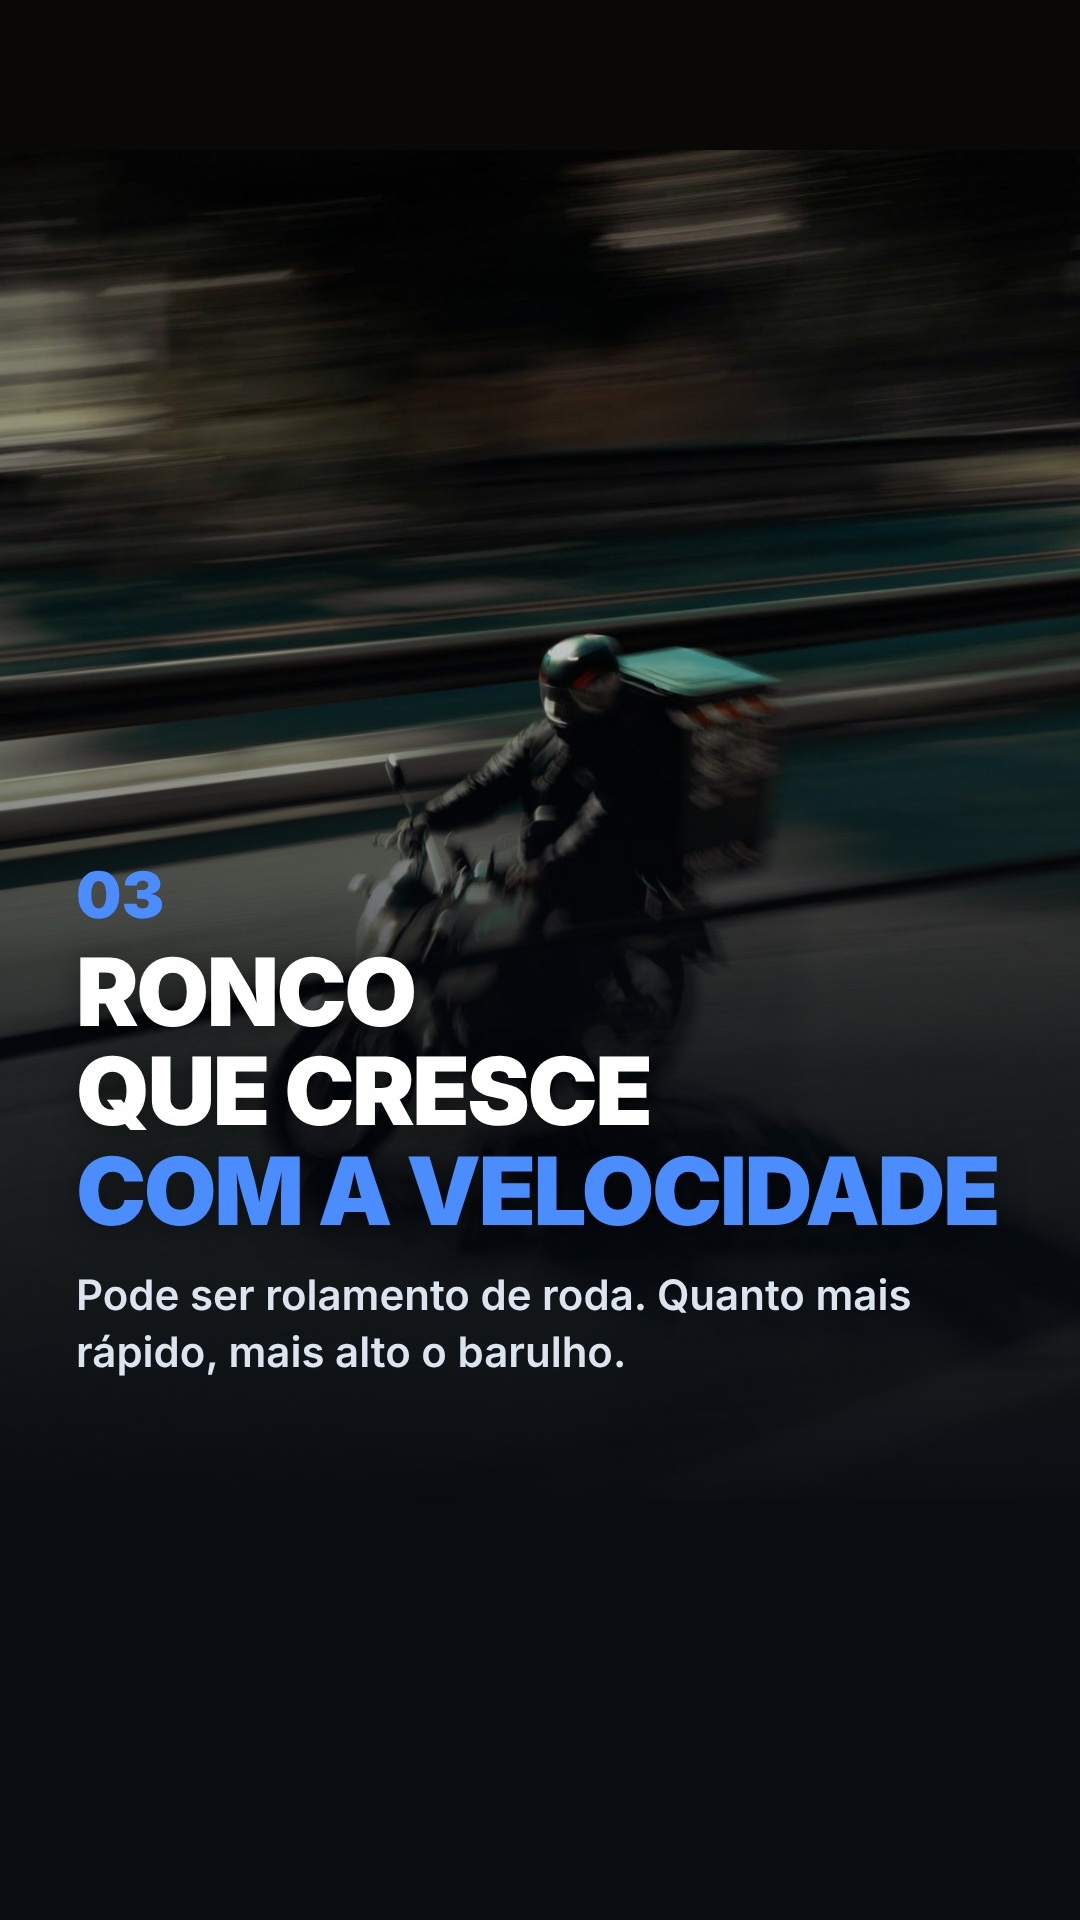 03
RONCO
QUE CRESCE
COM A VELOCIDADE
Pode ser rolamento de roda. Quanto mais
rápido, mais alto o barulho.